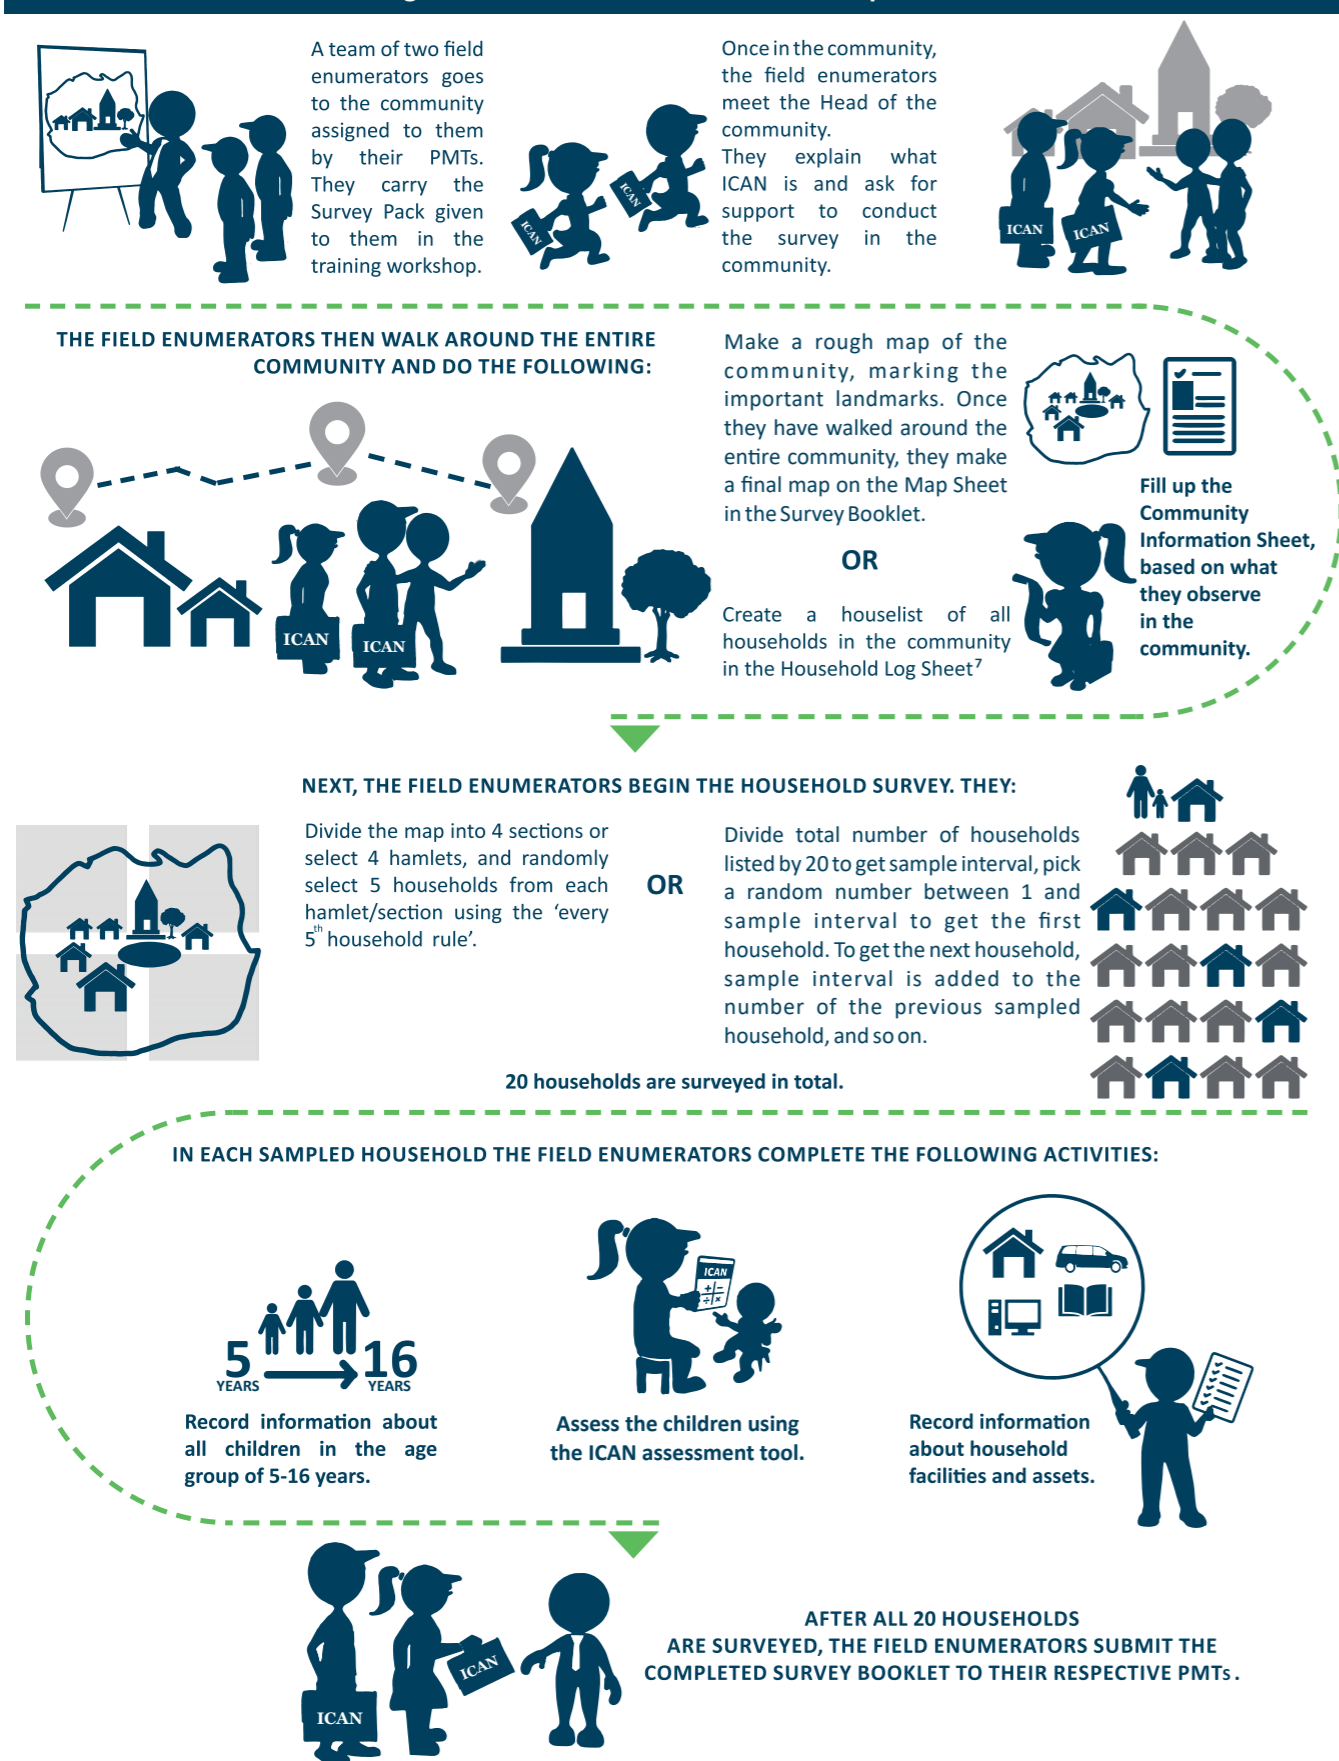 A team of two field
enumerators goes
to the community
assigned to them
by their PMTs.
They carry the
Survey Pack given
to them in the
training workshop.
ICAN
ICAN
Once in the community,
the field enumerators
meet the Head of the
community.
They explain what
ICAN is and ask for
support to conduct
the survey in the
community.
ICAN
ICAN
THE FIELD ENUMERATORS THEN WALK AROUND THE ENTIRE
COMMUNITY AND DO THE FOLLOWING:
ICAN
ICAN
Make a rough map of the
community, marking the
important landmarks. Once
they have walked around the
entire community, they make
a final map on the Map Sheet
in the Survey Booklet.
OR
Create a houselist of all
households in the community
in the Household Log Sheet⁷
Fill up the
Community
Information Sheet,
based on what
they observe
in the
community.
NEXT, THE FIELD ENUMERATORS BEGIN THE HOUSEHOLD SURVEY. THEY:
Divide the map into 4 sections or
select 4 hamlets, and randomly
select 5 households from each
hamlet/section using the ‘every
5th household rule’.
OR
Divide total number of households
listed by 20 to get sample interval, pick
a random number between 1 and
sample interval to get the first
household. To get the next household,
sample interval is added to the
number of the previous sampled
household, and so on.
20 households are surveyed in total.
IN EACH SAMPLED HOUSEHOLD THE FIELD ENUMERATORS COMPLETE THE FOLLOWING ACTIVITIES:
5 16
YEARS YEARS
Record information about
all children in the age
group of 5-16 years.
ICAN
Assess the children using
the ICAN assessment tool.
Record information
about household
facilities and assets.
ICAN
ICAN
AFTER ALL 20 HOUSEHOLDS
ARE SURVEYED, THE FIELD ENUMERATORS SUBMIT THE
COMPLETED SURVEY BOOKLET TO THEIR RESPECTIVE PMTs.